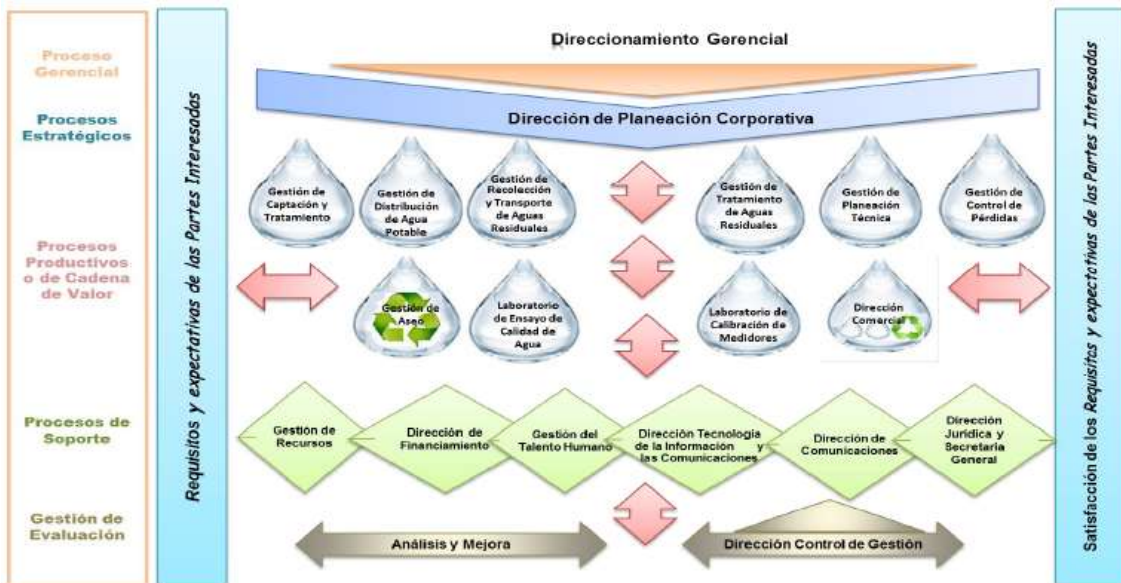 Proceso
Gerencial
Procesos
Estratégicos
Procesos
Productivos
o de Cadena
de Valor
Procesos de
Soporte
Gestión de
Evaluación
Requisitos y expectativas de las Partes Interesadas
Direccionamiento Gerencial
Dirección de Planeación Corporativa
Gestión de
Captación y
Tratamiento
Gestión de
Distribución
de Agua
Potable
Gestión de
Recolección
y Transporte
de Aguas
Residuales
Gestión de
Tratamiento
de Aguas
Residuales
Gestión de
Planeación
Técnica
Gestión de
Control de
Pérdidas
Gestión de
Aseo
Laboratorio
de Ensayo de
Calidad de
Agua
Laboratorio de
Calibración de
Medidores
Dirección
Comercial
Gestión de
Recursos
Dirección de
Financiamiento
Gestión del
Talento Humano
Dirección Tecnología
de la Información y
las Comunicaciones
Dirección de
Comunicaciones
Dirección
Jurídica y
Secretaria
General
Análisis y Mejora
Dirección Control de Gestión
Satisfacción de los Requisitos y expectativas de las Partes Interesadas